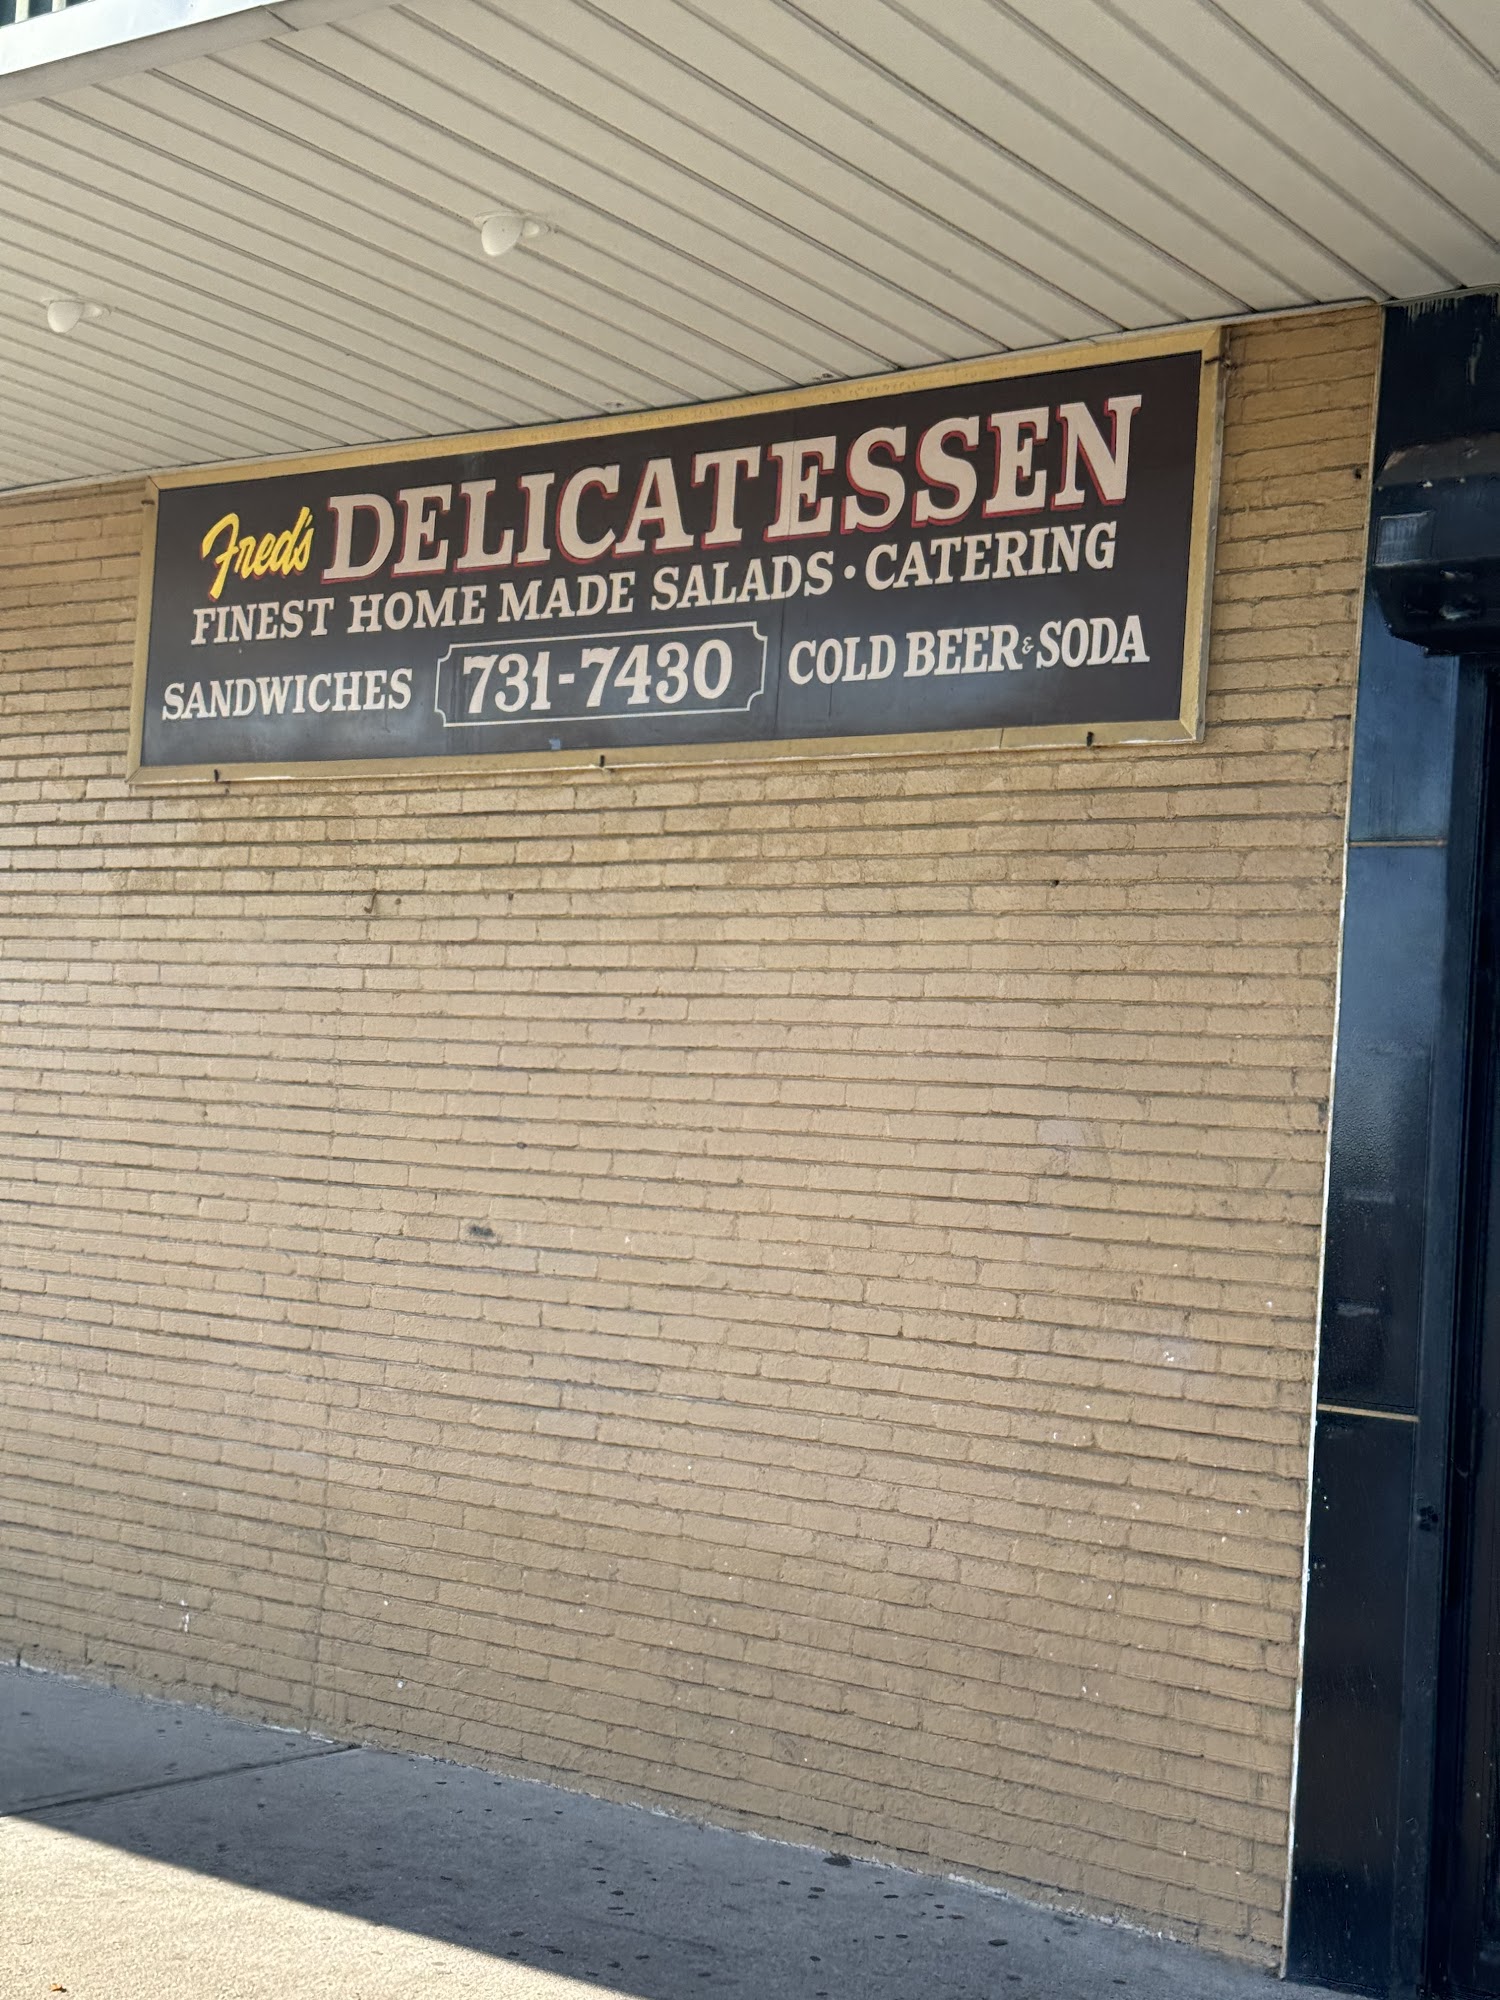 Fred's DELICATESSEN
FINEST HOME MADE SALADS • CATERING
SANDWICHES 731-7430 COLD BEER & SODA